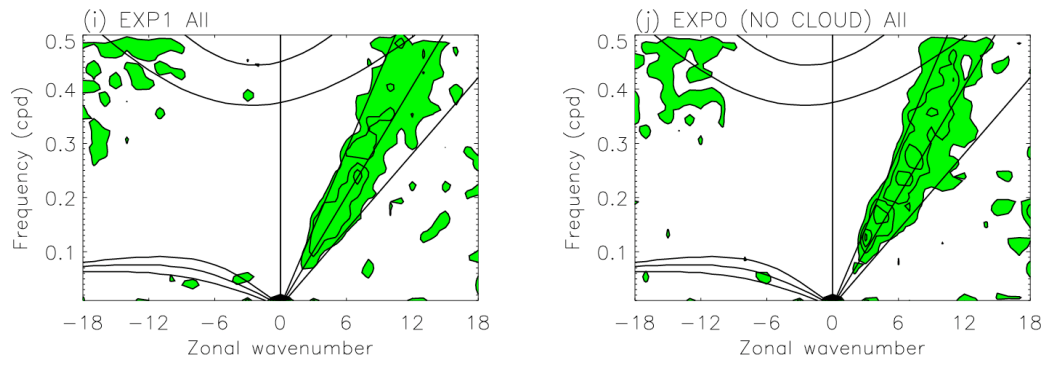 (i) EXP1 All
0.5
0.4
0.3
0.2
0.1
Frequency (cpd)
-18 -12 -6 0 6 12 18
Zonal wavenumber
(j) EXP0 (NO CLOUD) All
0.5
0.4
0.3
0.2
0.1
Frequency (cpd)
-18 -12 -6 0 6 12 18
Zonal wavenumber